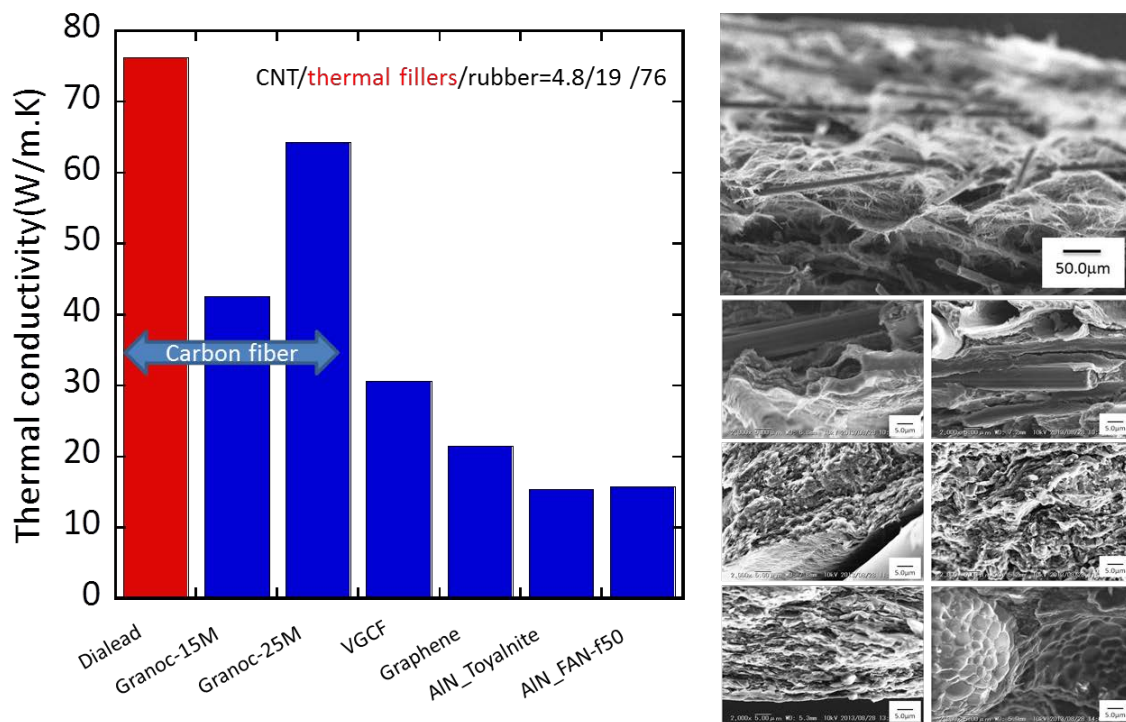 Thermal conductivity(W/m.K)
80
70
60
50
40
30
20
10
0
CNT/thermal fillers/rubber=4.8/19 /76
Carbon fiber
Dialead
Granoc-15M
Granoc-25M
VGCF
Graphene
AlN_Toyalnite
AlN_FAN-f50
50.0μm
5.0μm
5.0μm
5.0μm
5.0μm
5.0μm
5.0μm